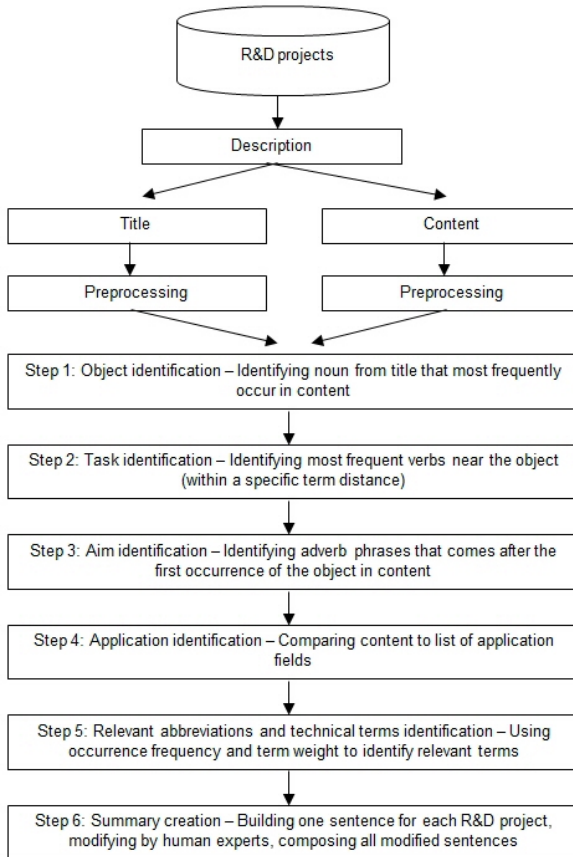 R&D projects
Description
Title
Content
Preprocessing
Preprocessing
Step 1: Object identification – Identifying noun from title that most frequently
occur in content
Step 2: Task identification – Identifying most frequent verbs near the object
(within a specific term distance)
Step 3: Aim identification – Identifying adverb phrases that comes after the
first occurrence of the object in content
Step 4: Application identification – Comparing content to list of application
fields
Step 5: Relevant abbreviations and technical terms identification – Using
occurrence frequency and term weight to identify relevant terms
Step 6: Summary creation – Building one sentence for each R&D project,
modifying by human experts, composing all modified sentences